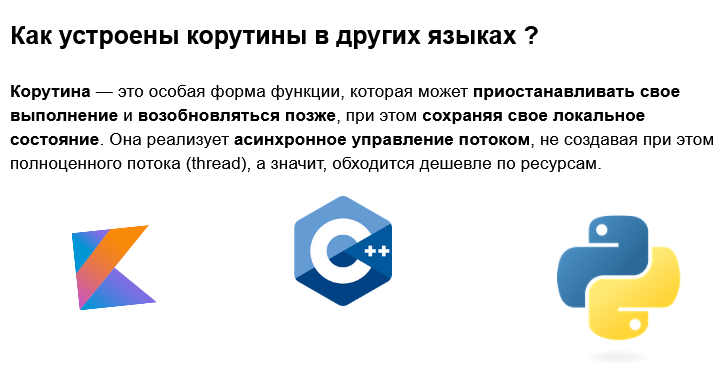 Как устроены корутины в других языках ?
Корутина — это особая форма функции, которая может приостанавливать свое
выполнение и возобновляться позже, при этом сохраняя свое локальное
состояние. Она реализует асинхронное управление потоком, не создавая при этом
полноценного потока (thread), а значит, обходится дешевле по ресурсам.
C++